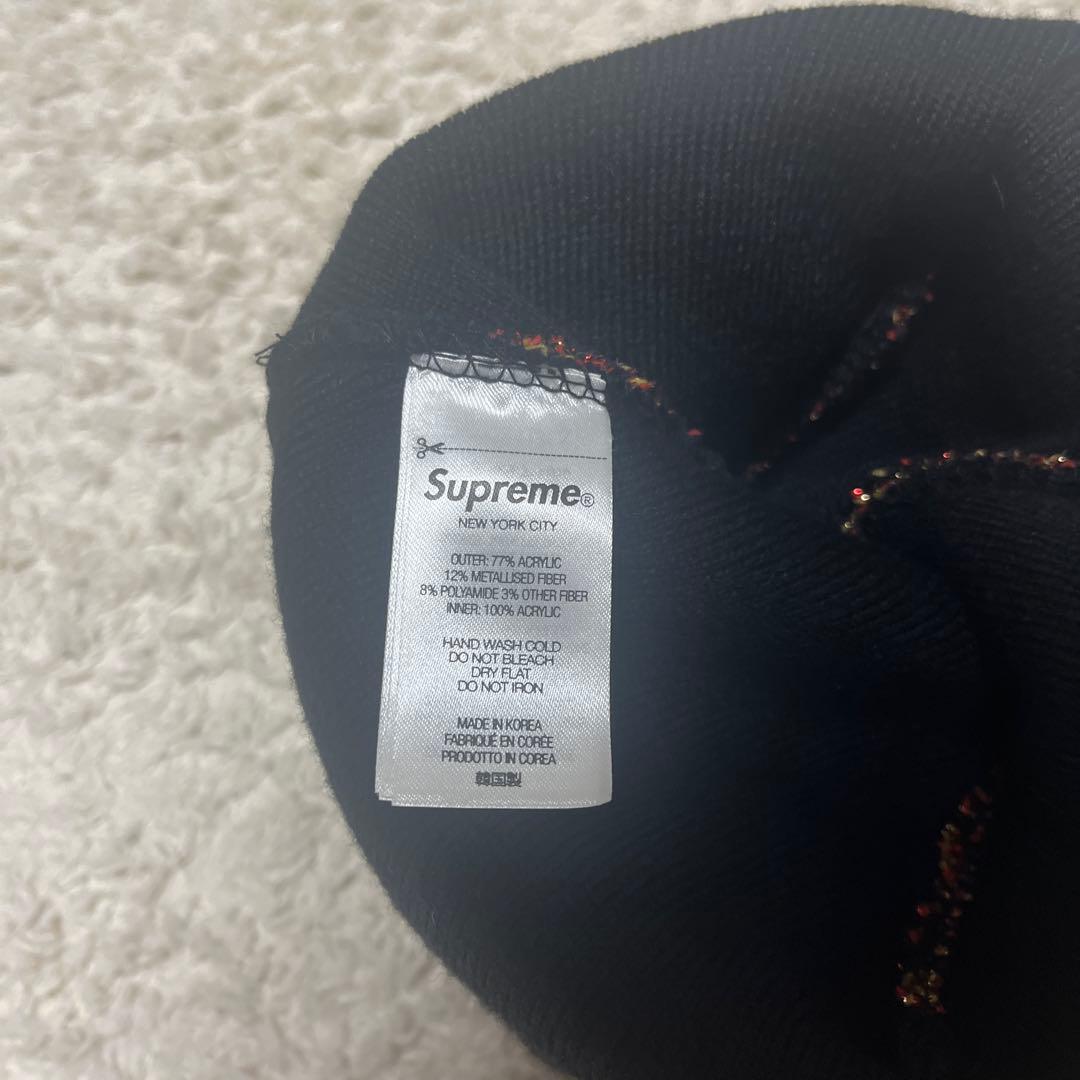 Supreme®
NEW YORK CITY
OUTER: 77% ACRYLIC
12% METALLISED FIBER
8% POLYAMIDE 3% OTHER FIBER
INNER: 100% ACRYLIC
HAND WASH COLD
DO NOT BLEACH
DRY FLAT
DO NOT IRON
MADE IN KOREA
FABRIQUÉ EN CORÉE
PRODOTTO IN COREA
韓国製